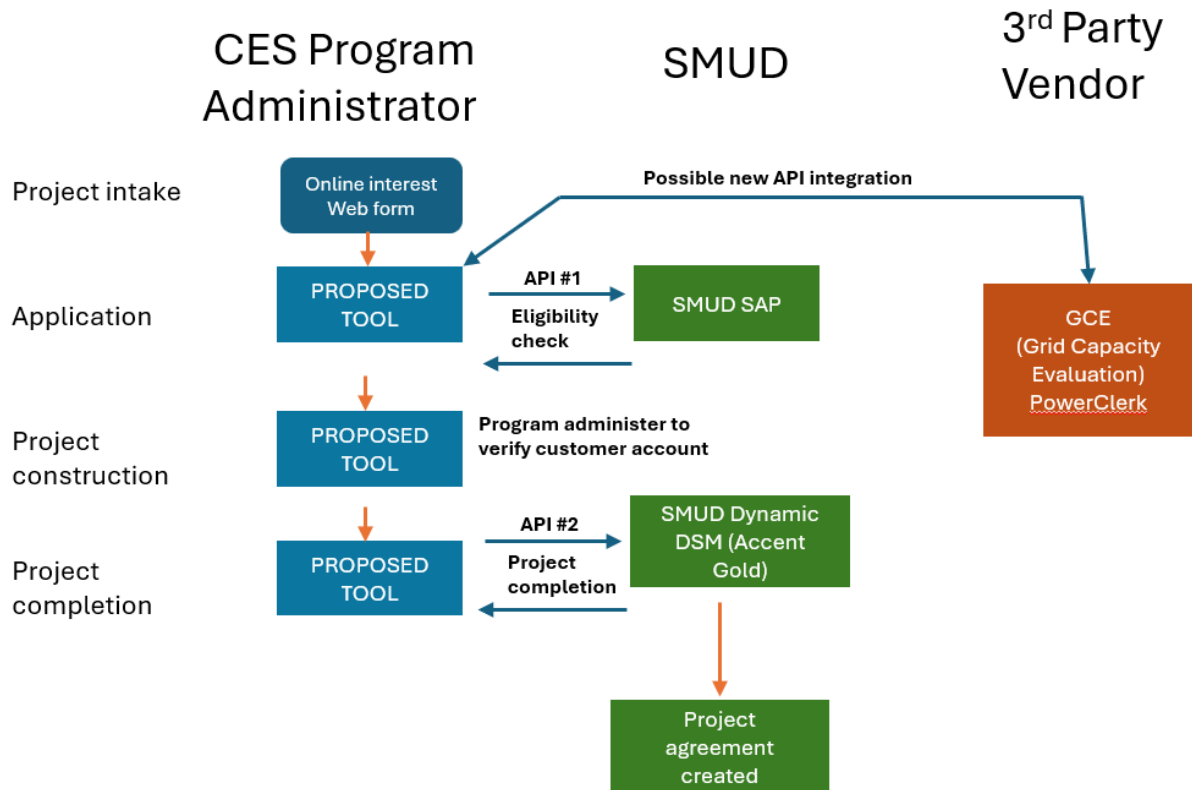 CES Program
Administrator
SMUD
3rd Party
Vendor
Project intake
Online interest
Web form
Possible new API integration
Application
PROPOSED
TOOL
API #1
Eligibility
check
SMUD SAP
GCE
(Grid Capacity
Evaluation)
PowerClerk
Project
construction
PROPOSED
TOOL
Program administer to
verify customer account
Project
completion
PROPOSED
TOOL
API #2
Project
completion
SMUD Dynamic
DSM (Accent
Gold)
Project
agreement
created